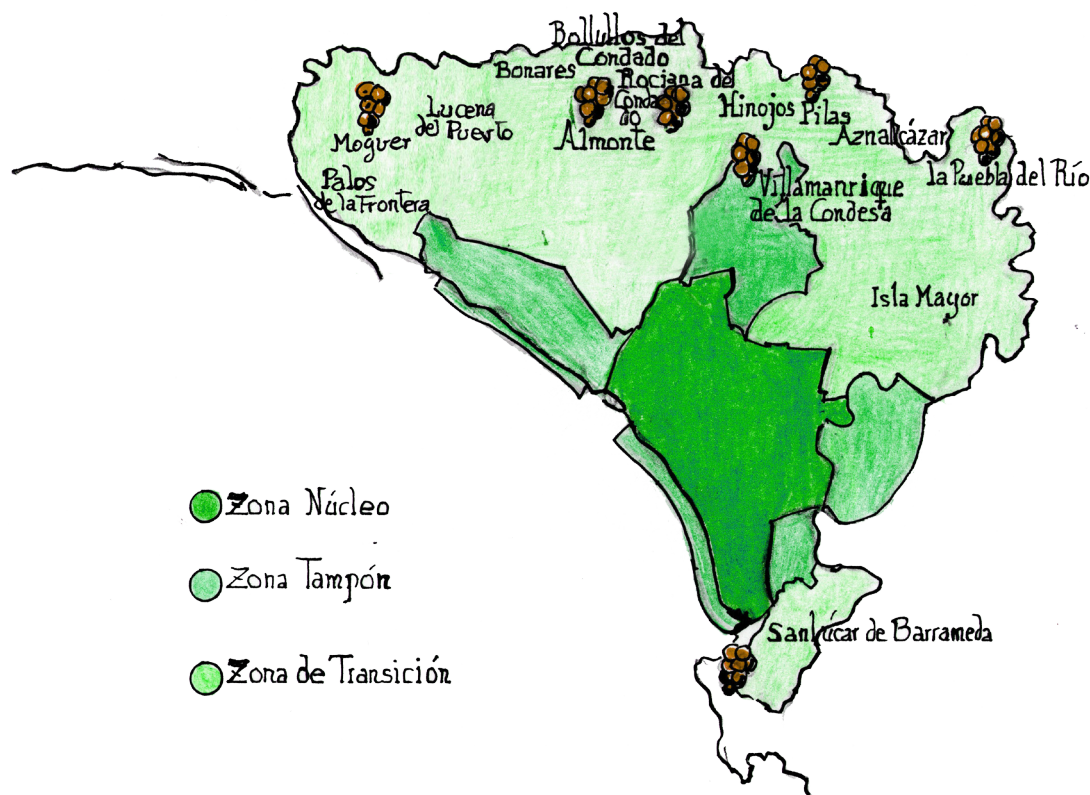 Bollullos del
Condado
Bonares
Rociana del
Conda
do
Lucena
del Puerto
Moguer
Almonte
Hinojos
Pilas
Aznalcázar
la Puebla del Río
Palos
de la Frontera
Villamanrique
de la Condesa
Isla Mayor
Zona Núcleo
Zona Tampón
Sanlúcar de Barrameda
Zona de Transición